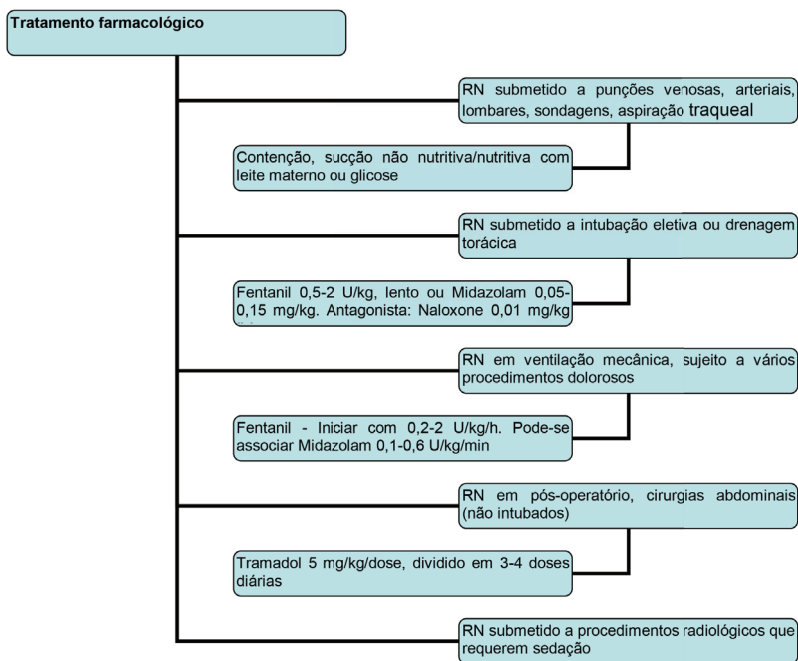 Tratamento farmacológico
RN submetido a punções venosas, arteriais,
lombares, sondagens, aspiração traqueal
Contenção, sucção não nutritiva/nutritiva com
leite materno ou glicose
RN submetido a intubação eletiva ou drenagem
torácica
Fentanil 0,5-2 U/kg, lento ou Midazolam 0,05-
0,15 mg/kg. Antagonista: Naloxone 0,01 mg/kg
RN em ventilação mecânica, sujeito a vários
procedimentos dolorosos
Fentanil - Iniciar com 0,2-2 U/kg/h. Pode-se
associar Midazolam 0,1-0,6 U/kg/min
RN em pós-operatório, cirurgias abdominais
(não intubados)
Tramadol 5 mg/kg/dose, dividido em 3-4 doses
diárias
RN submetido a procedimentos radiológicos que
requerem sedação